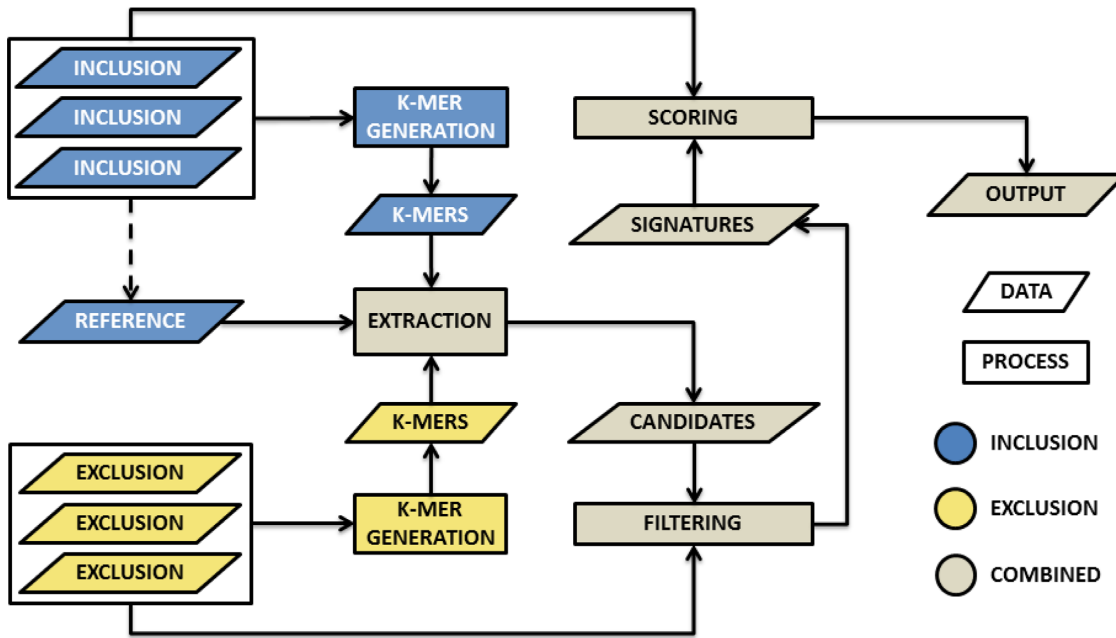 INCLUSION
INCLUSION
INCLUSION
K-MER
GENERATION
K-MERS
REFERENCE
EXTRACTION
K-MERS
K-MER
GENERATION
EXCLUSION
EXCLUSION
EXCLUSION
SCORING
SIGNATURES
CANDIDATES
FILTERING
OUTPUT
DATA
PROCESS
INCLUSION
EXCLUSION
COMBINED